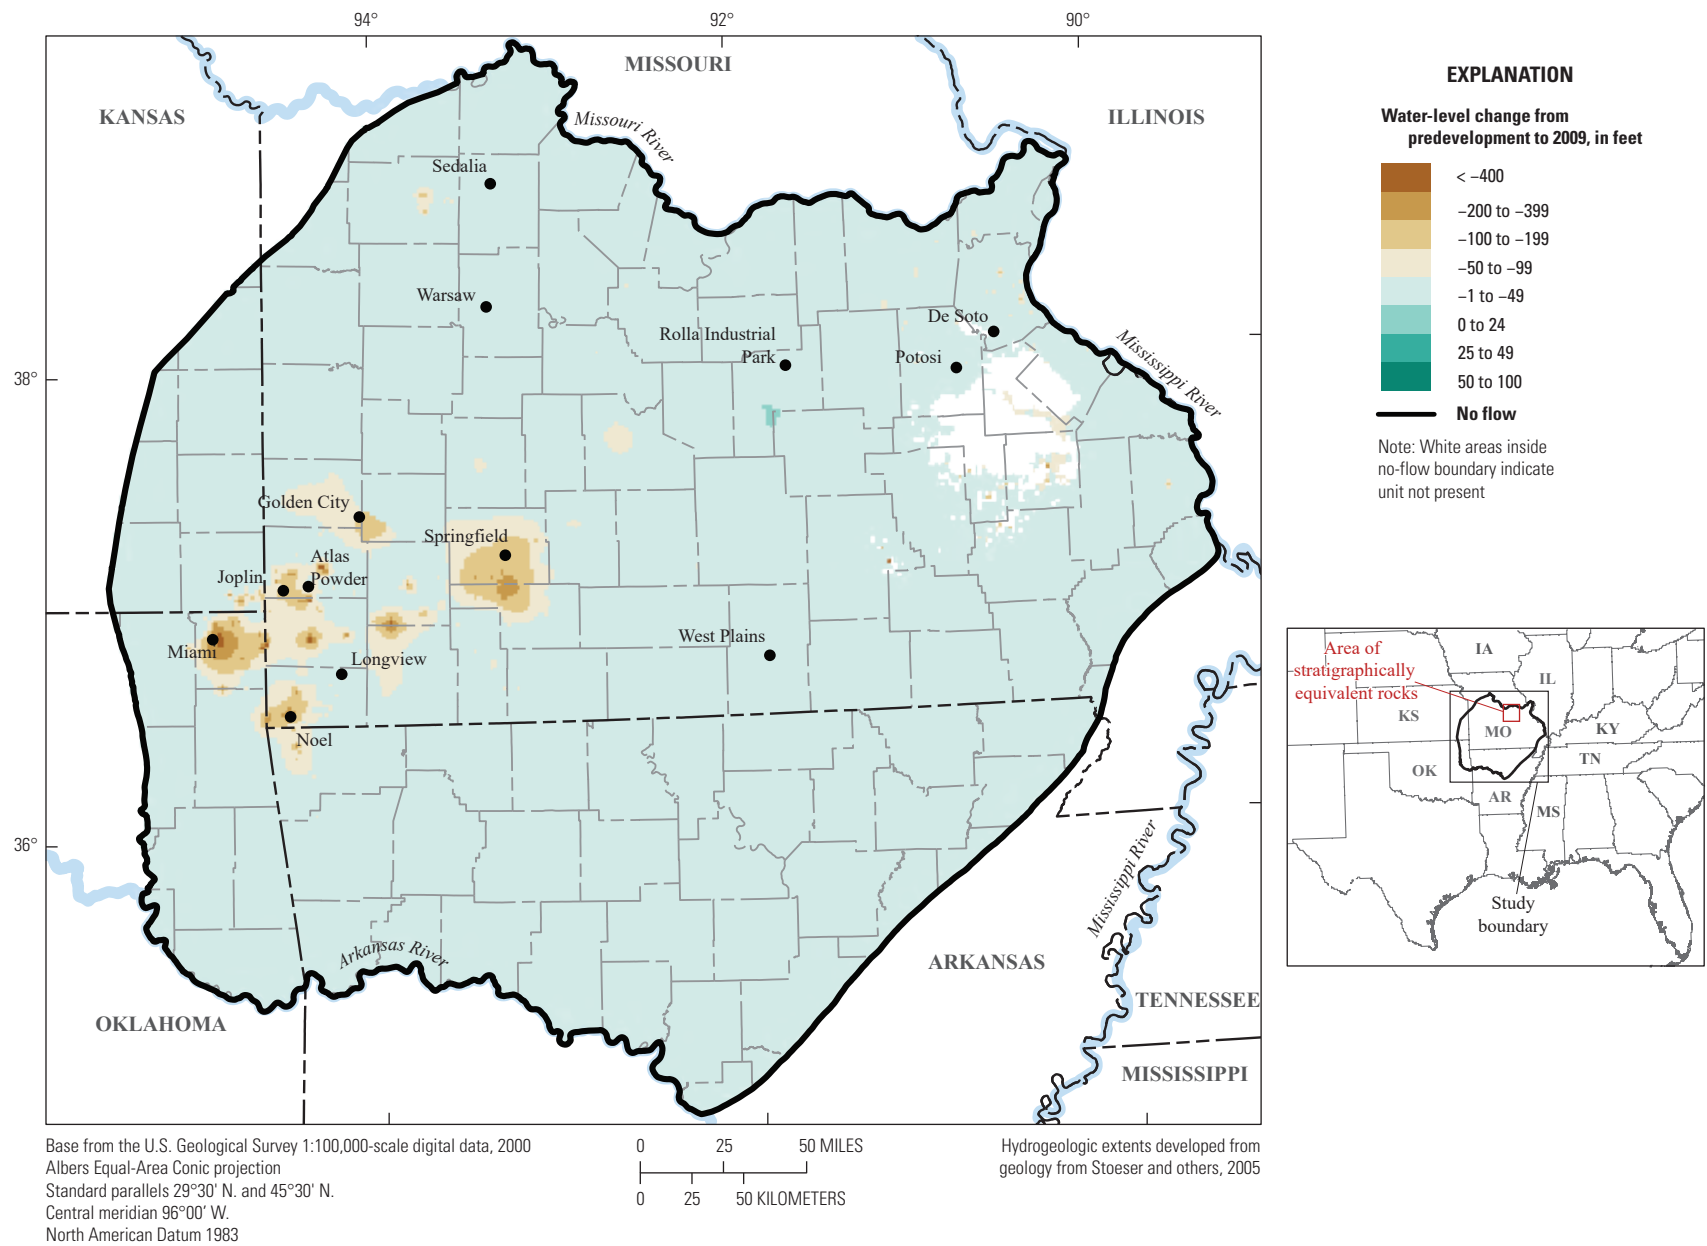 94°
92°
90°
MISSOURI
KANSAS
ILLINOIS
Missouri River
Sedalia
Warsaw
Rolla Industrial
Park
De Soto
Potosi
Mississippi River
38°
Golden City
Springfield
Atlas
Powder
Joplin
Miami
Longview
West Plains
Noel
36°
Mississippi River
Arkansas River
ARKANSAS
OKLAHOMA
TENNESSEE
MISSISSIPPI
EXPLANATION
Water-level change from
predevelopment to 2009, in feet
< −400
−200 to −399
−100 to −199
−50 to −99
−1 to −49
0 to 24
25 to 49
50 to 100
No flow
Note: White areas inside
no-flow boundary indicate
unit not present
Area of
stratigraphically
equivalent rocks
IA
IL
KS
MO
KY
TN
OK
AR
MS
Study
boundary
Base from the U.S. Geological Survey 1:100,000-scale digital data, 2000
Albers Equal-Area Conic projection
Standard parallels 29°30' N. and 45°30' N.
Central meridian 96°00' W.
North American Datum 1983
0 25 50 MILES
0 25 50 KILOMETERS
Hydrogeologic extents developed from
geology from Stoeser and others, 2005